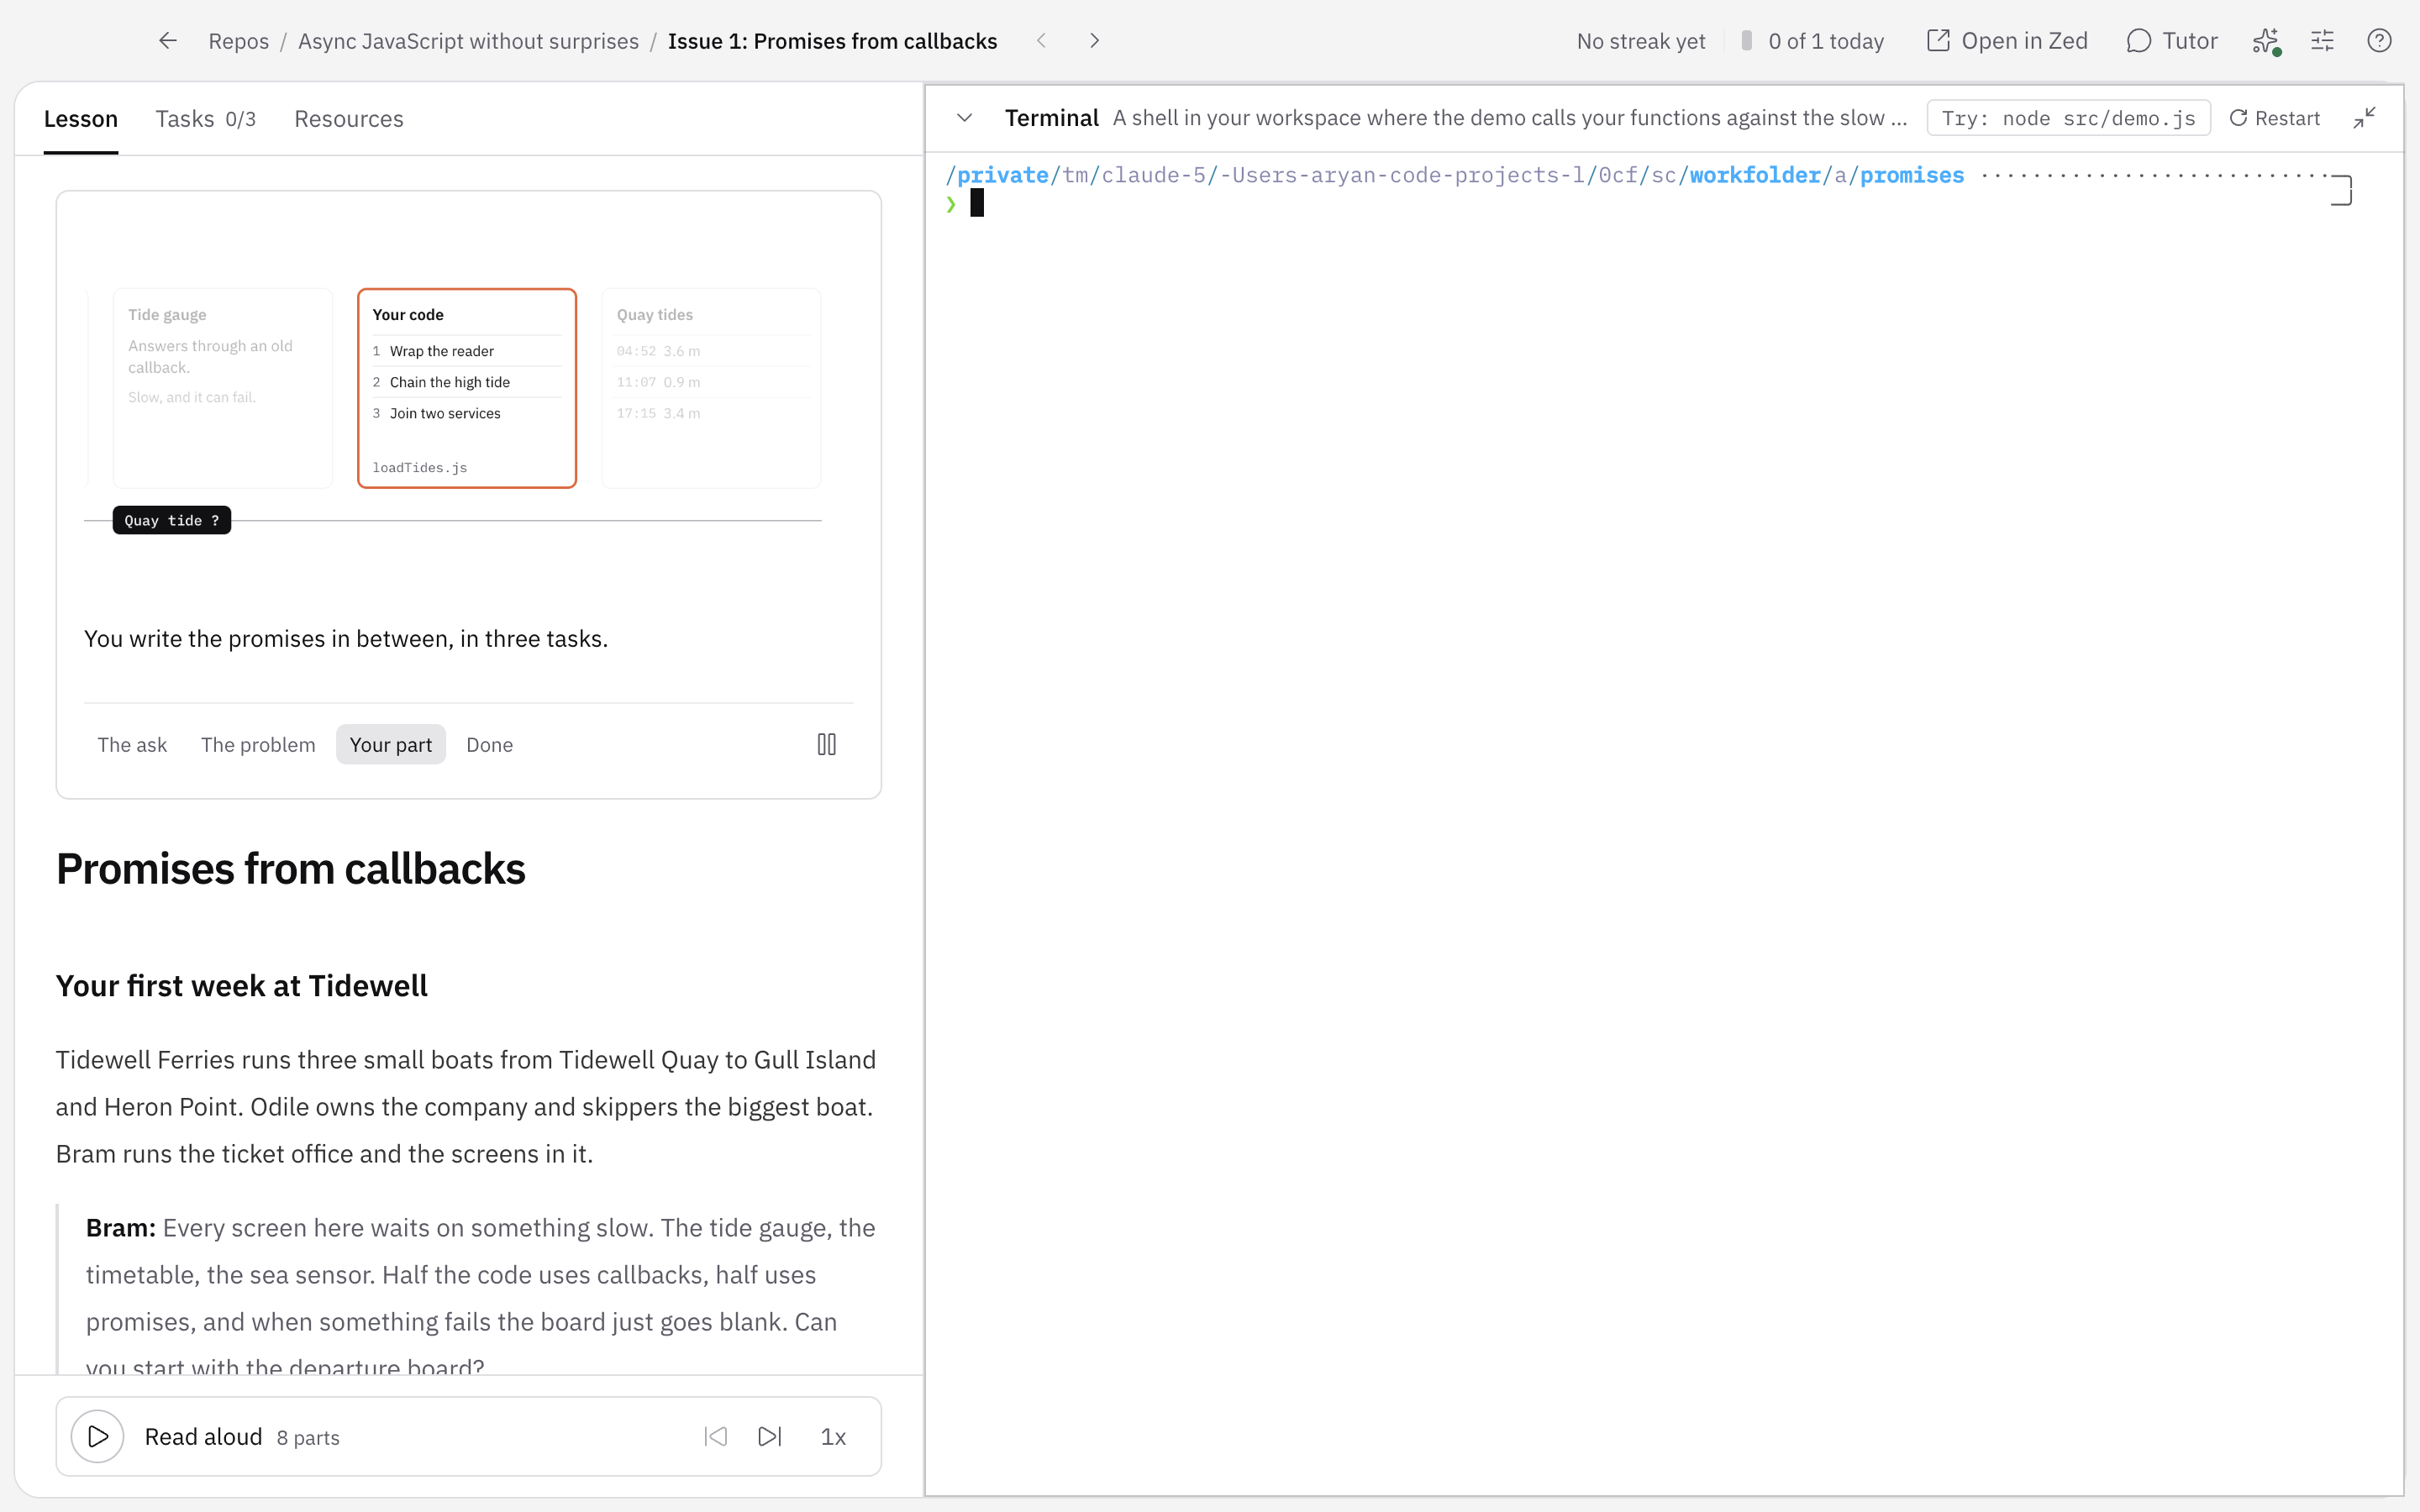 Repos / Async JavaScript without surprises / Issue 1: Promises from callbacks
No streak yet
0 of 1 today
Open in Zed
Tutor
Lesson
Tasks 0/3
Resources
Tide gauge
Answers through an old
callback.
Slow, and it can fail.
Your code
1 Wrap the reader
2 Chain the high tide
3 Join two services
loadTides.js
Quay tides
04:52 3.6 m
11:07 0.9 m
17:15 3.4 m
Quay tide ?
You write the promises in between, in three tasks.
The ask
The problem
Your part
Done
Promises from callbacks
Your first week at Tidewell
Tidewell Ferries runs three small boats from Tidewell Quay to Gull Island
and Heron Point. Odile owns the company and skippers the biggest boat.
Bram runs the ticket office and the screens in it.
Bram: Every screen here waits on something slow. The tide gauge, the
timetable, the sea sensor. Half the code uses callbacks, half uses
promises, and when something fails the board just goes blank. Can
you start with the departure board?
Read aloud 8 parts
1x
Terminal A shell in your workspace where the demo calls your functions against the slow ...
Try: node src/demo.js
Restart
/private/tm/claude-5/-Users-aryan-code-projects-l/0cf/sc/workfolder/a/promises ···························
❯